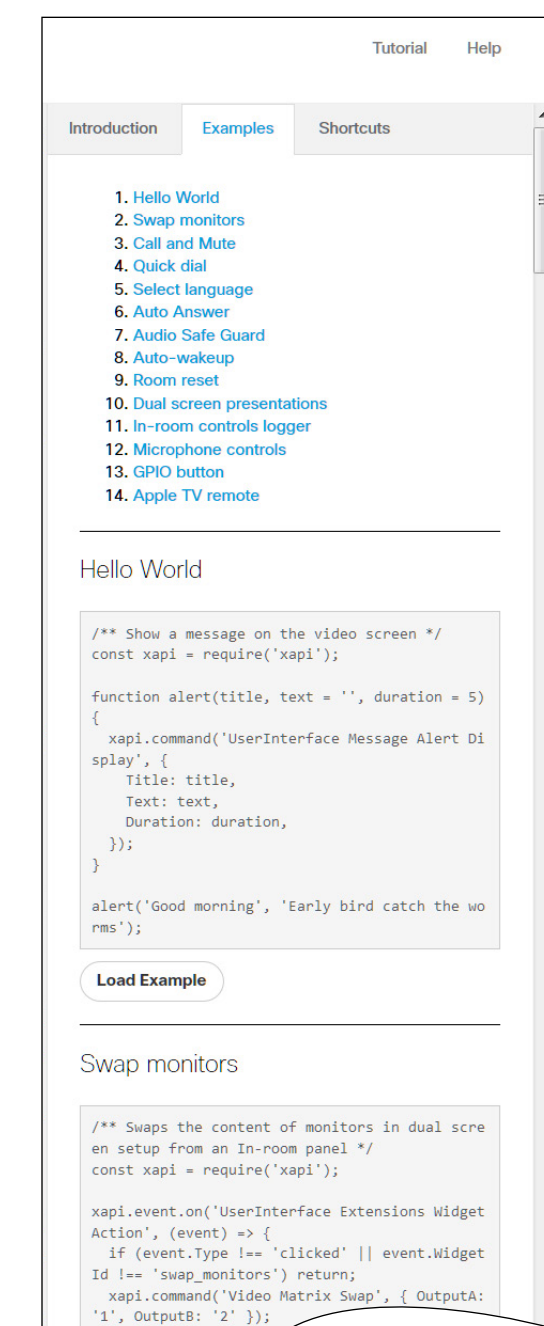 Tutorial Help
Introduction Examples Shortcuts
1. Hello World
2. Swap monitors
3. Call and Mute
4. Quick dial
5. Select language
6. Auto Answer
7. Audio Safe Guard
8. Auto-wakeup
9. Room reset
10. Dual screen presentations
11. In-room controls logger
12. Microphone controls
13. GPIO button
14. Apple TV remote
Hello World
/** Show a message on the video screen */
const xapi = require('xapi');
function alert(title, text = '', duration = 5)
{
xapi.command('UserInterface Message Alert Di
splay', {
Title: title,
Text: text,
Duration: duration,
});
}
alert('Good morning', 'Early bird catch the wo
rms');
Load Example
Swap monitors
/** Swaps the content of monitors in dual scre
en setup from an In-room panel */
const xapi = require('xapi');
xapi.event.on('UserInterface Extensions Widget
Action', (event) => {
if (event.Type !== 'clicked' || event.Widget
Id !== 'swap_monitors') return;
xapi.command('Video Matrix Swap', { OutputA:
'1', OutputB: '2' });